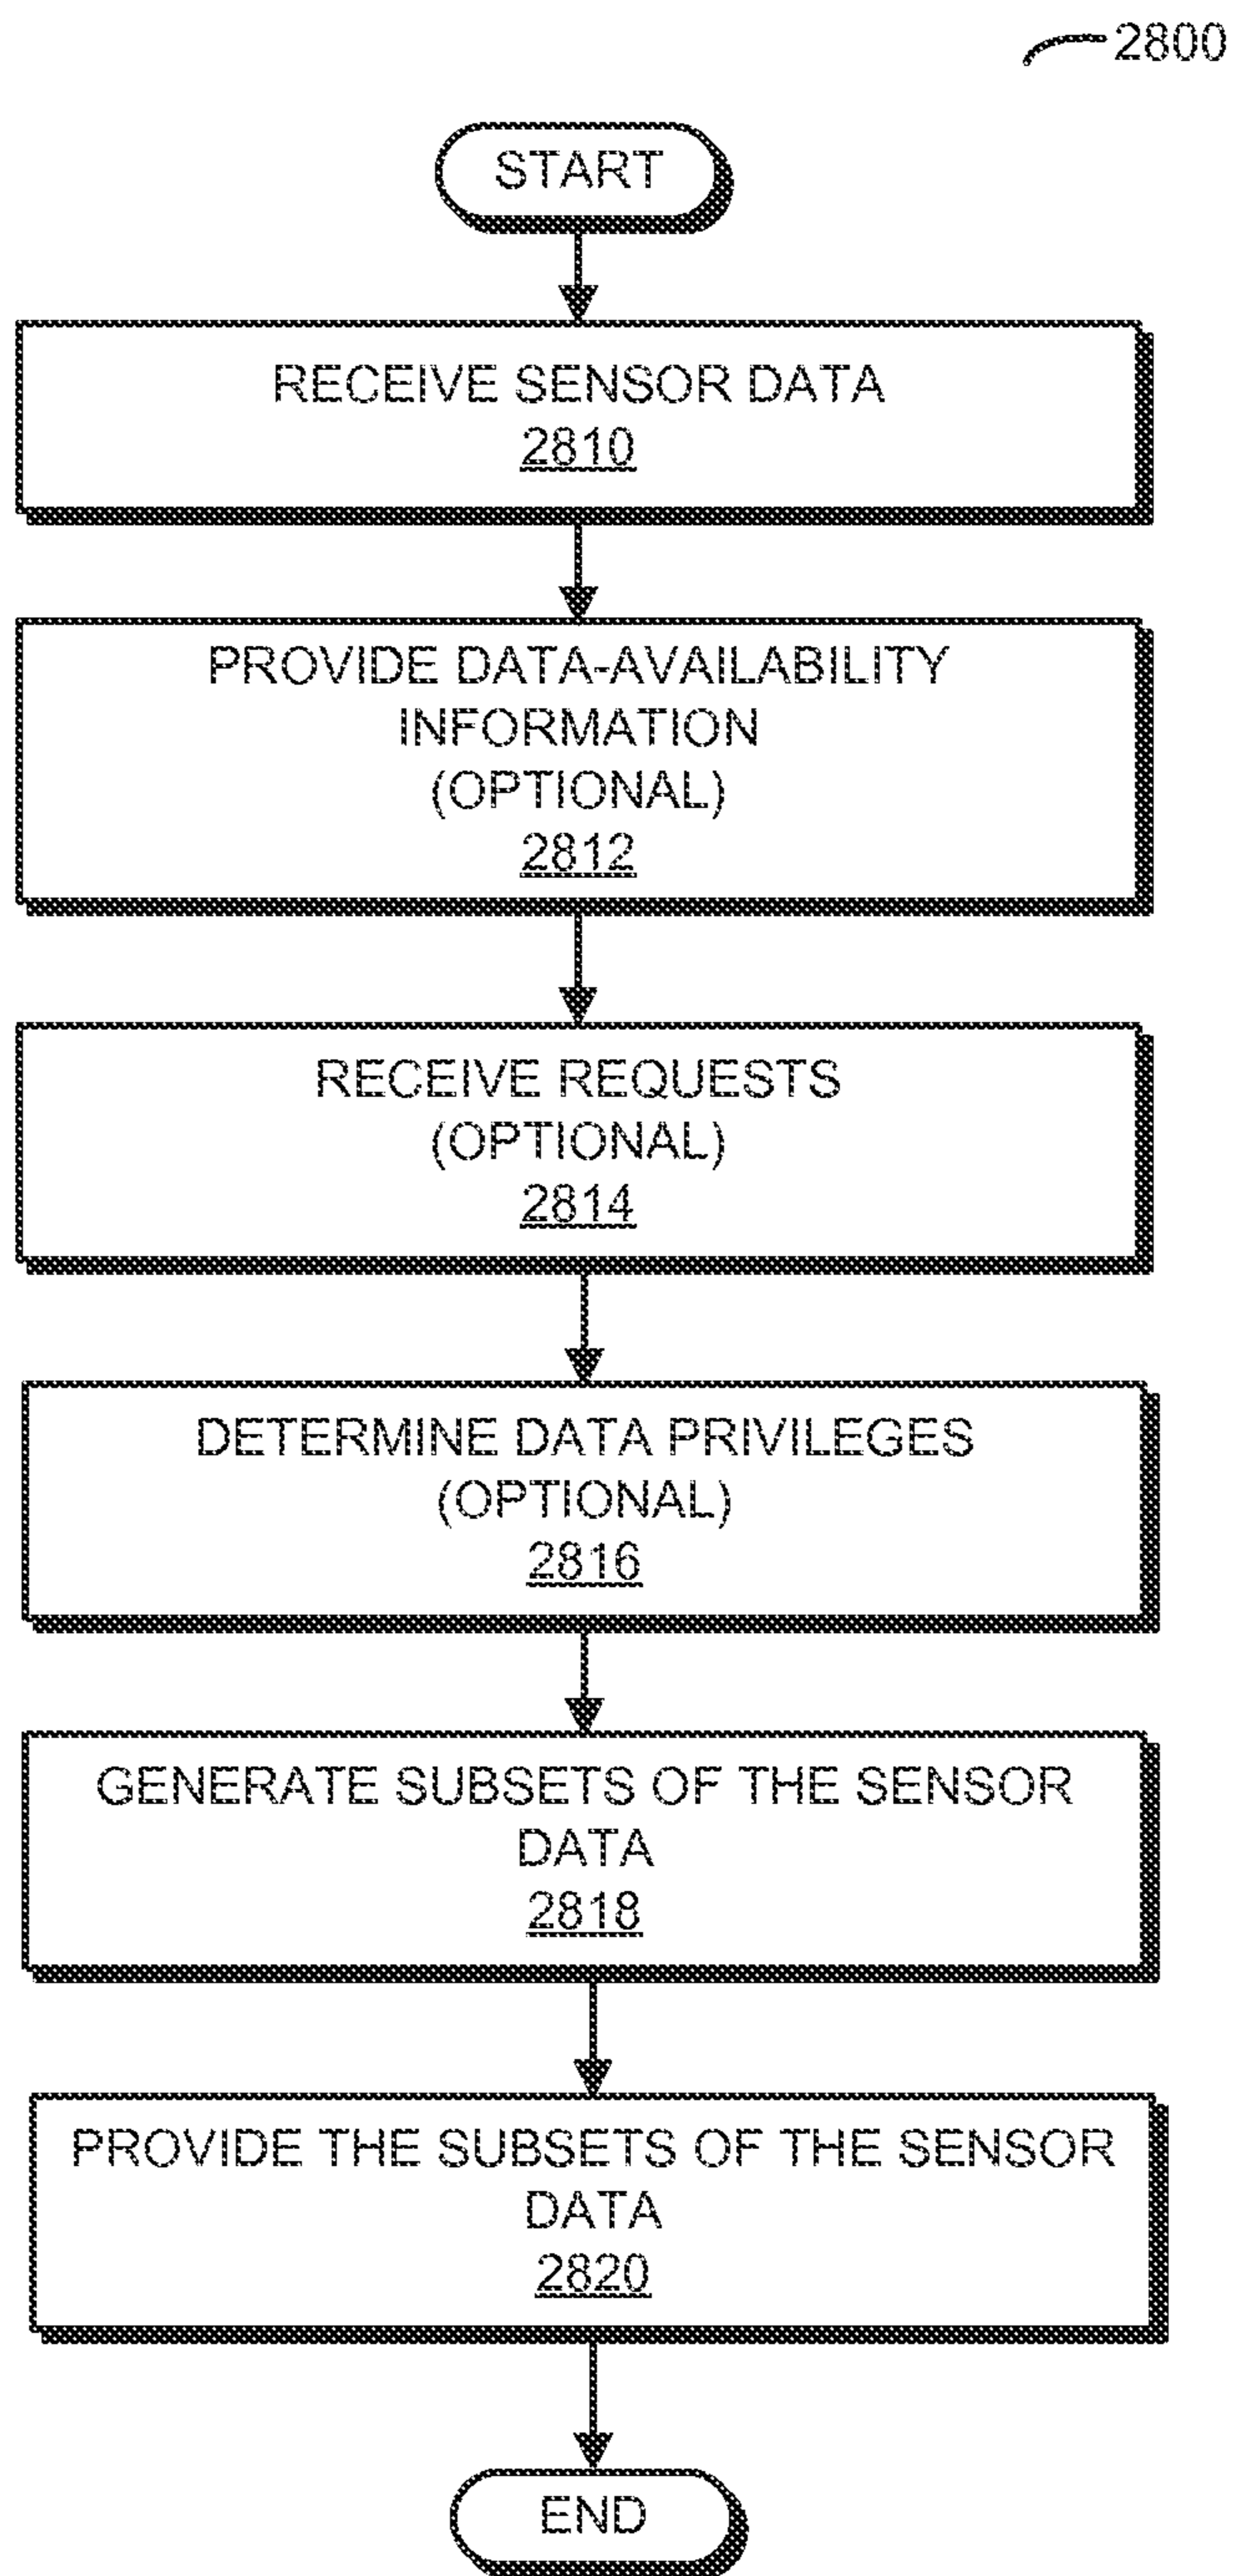 2800
START
RECEIVE SENSOR DATA
2810
PROVIDE DATA-AVAILABILITY
INFORMATION
(OPTIONAL)
2812
RECEIVE REQUESTS
(OPTIONAL)
2814
DETERMINE DATA PRIVILEGES
(OPTIONAL)
2816
GENERATE SUBSETS OF THE SENSOR
DATA
2818
PROVIDE THE SUBSETS OF THE SENSOR
DATA
2820
END